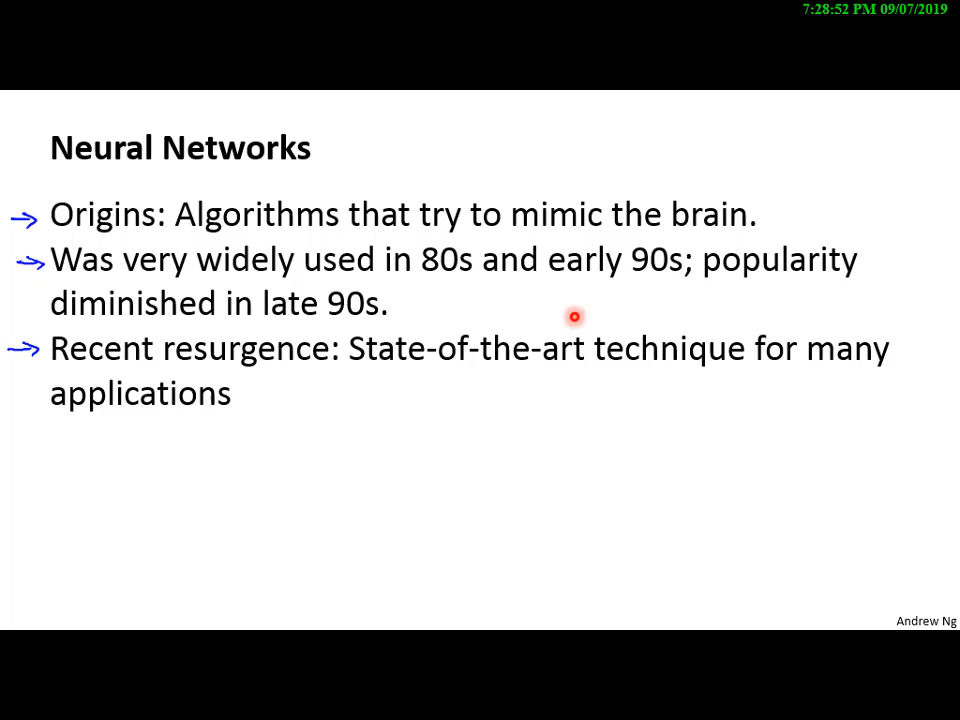 7:28:52 PM 09/07/2019
Neural Networks
Origins: Algorithms that try to mimic the brain.
Was very widely used in 80s and early 90s; popularity
diminished in late 90s.
Recent resurgence: State-of-the-art technique for many
applications
Andrew Ng